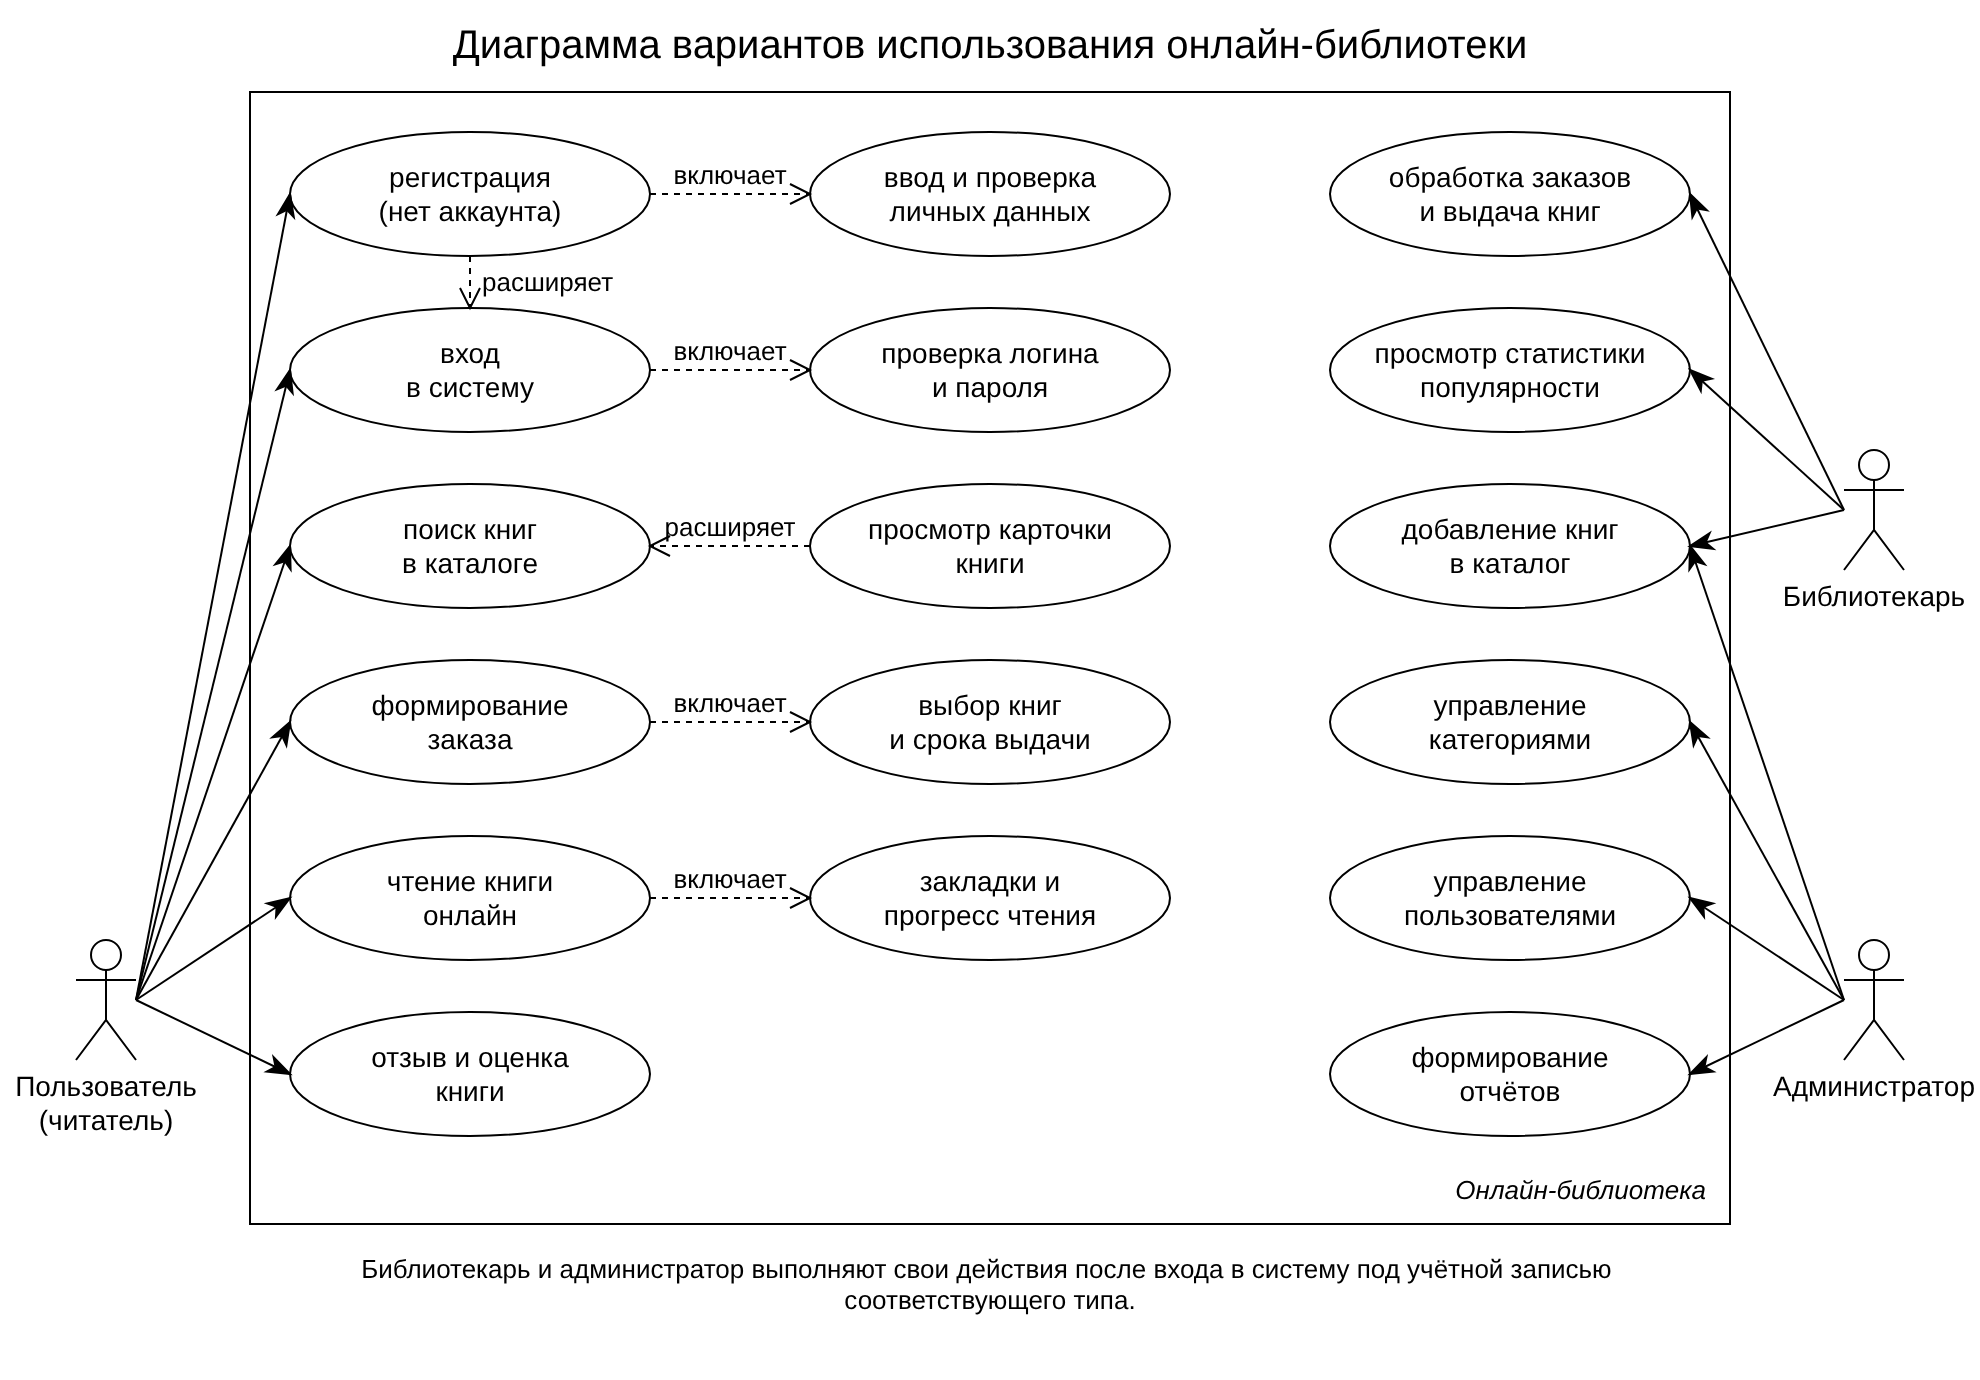 Диаграмма вариантов использования онлайн-библиотеки
регистрация
(нет аккаунта)
включает
ввод и проверка
личных данных
обработка заказов
и выдача книг
расширяет
вход
в систему
включает
проверка логина
и пароля
просмотр статистики
популярности
поиск книг
в каталоге
расширяет
просмотр карточки
книги
добавление книг
в каталог
Библиотекарь
формирование
заказа
включает
выбор книг
и срока выдачи
управление
категориями
чтение книги
онлайн
включает
закладки и
прогресс чтения
управление
пользователями
Пользователь
(читатель)
отзыв и оценка
книги
формирование
отчётов
Администратор
Онлайн-библиотека
Библиотекарь и администратор выполняют свои действия после входа в систему под учётной записью
соответствующего типа.